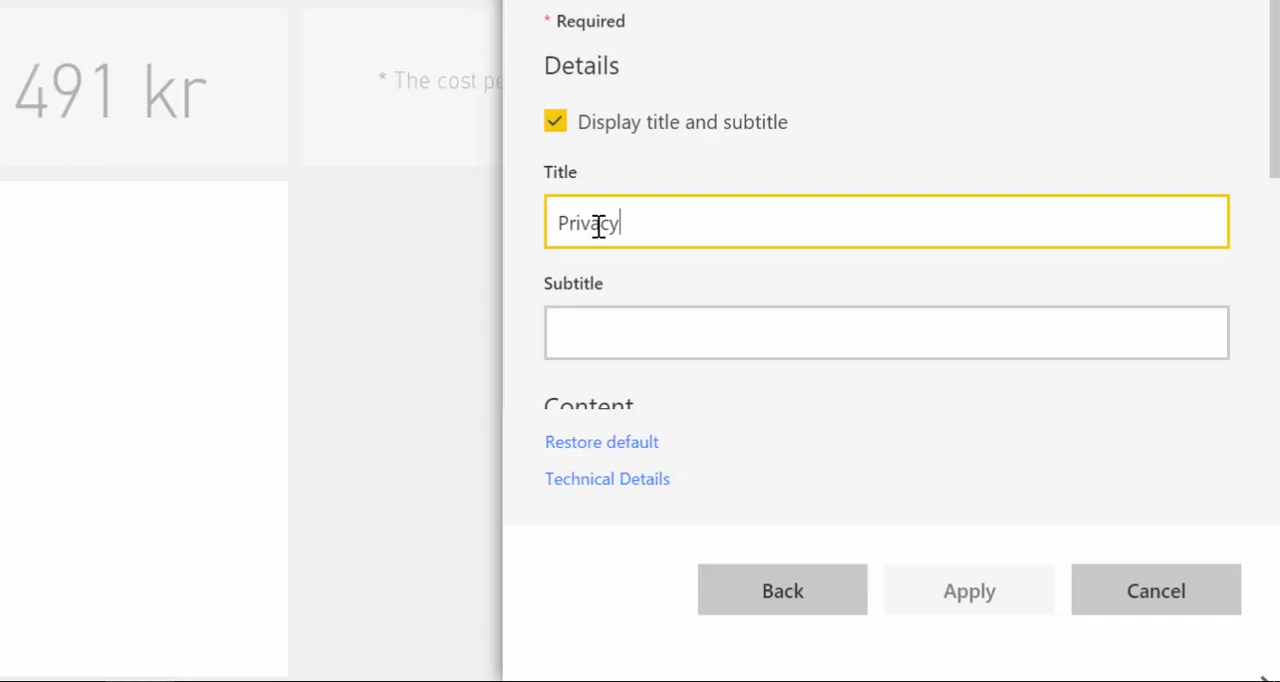 491 kr
* The cost pe
* Required
Details
Display title and subtitle
Title
Privacy
Subtitle
Content
Restore default
Technical Details
Back
Apply
Cancel